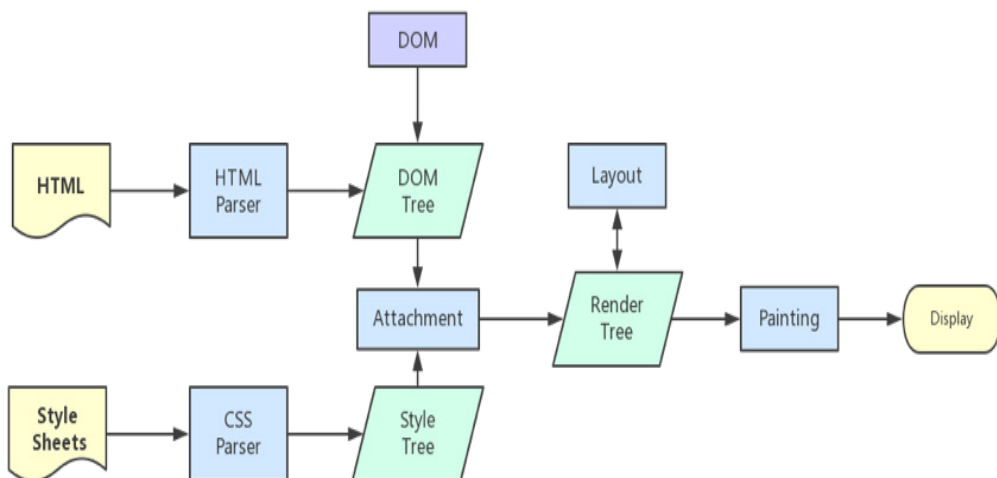 DOM
HTML
HTML
Parser
DOM
Tree
Layout
Attachment
Render
Tree
Painting
Display
Style
Sheets
CSS
Parser
Style
Tree